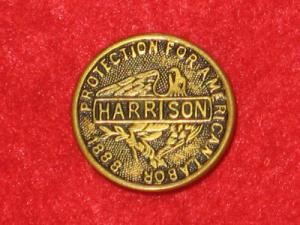 PROTECTION FOR AMERICAN LABOR
HARRISON
1888